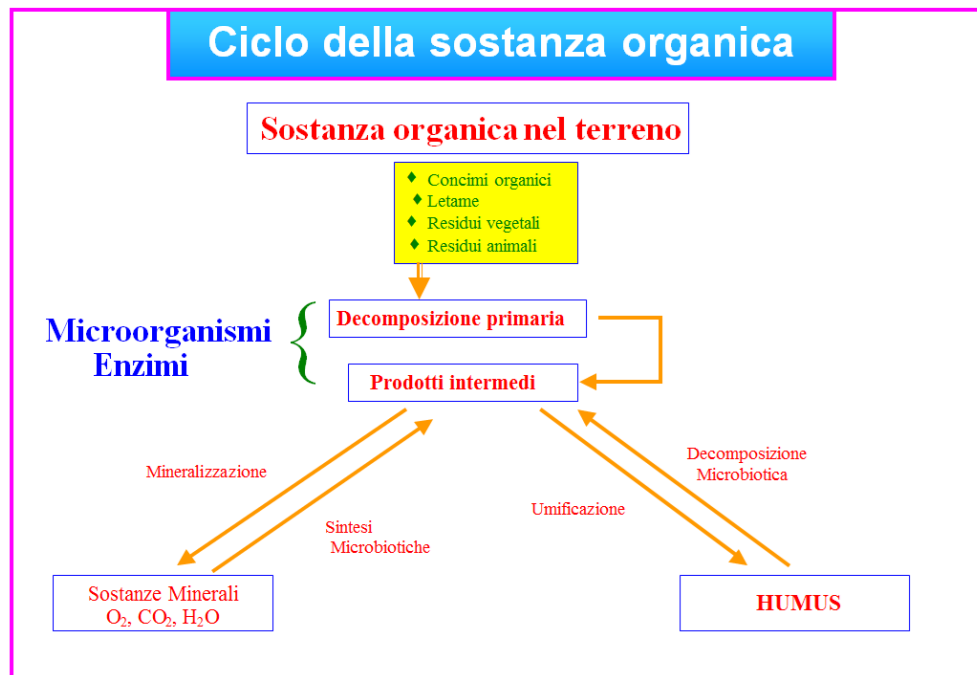 Ciclo della sostanza organica
Sostanza organica nel terreno
♦ Concimi organici
♦ Letame
♦ Residui vegetali
♦ Residui animali
Microorganismi
Enzimi
Decomposizione primaria
Prodotti intermedi
Mineralizzazione
Sintesi
Microbiotiche
Umificazione
Decomposizione
Microbiotica
Sostanze Minerali
O₂, CO₂, H₂O
HUMUS